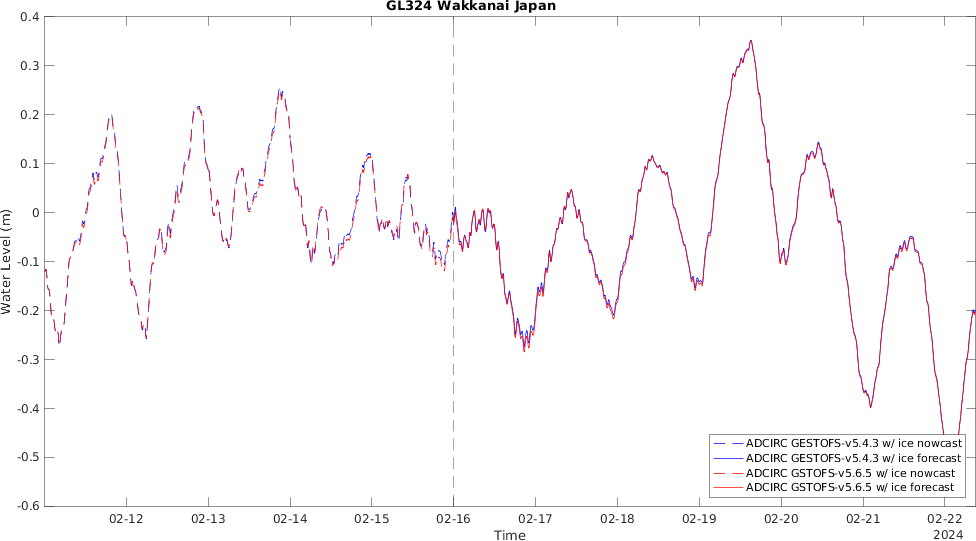 GL324 Wakkanai Japan
Water Level (m)
0.4
0.3
0.2
0.1
0
-0.1
-0.2
-0.3
-0.4
-0.5
-0.6
ADCIRC GESTOFS-v5.4.3 w/ ice nowcast
ADCIRC GESTOFS-v5.4.3 w/ ice forecast
ADCIRC GSTOFS-v5.6.5 w/ ice nowcast
ADCIRC GSTOFS-v5.6.5 w/ ice forecast
02-12 02-13 02-14 02-15 02-16 02-17 02-18 02-19 02-20 02-21 02-22
Time
2024